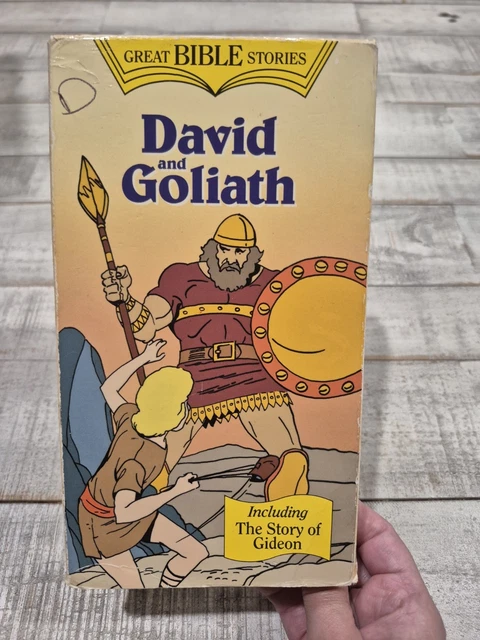 GREAT BIBLE STORIES
D
David
and
Goliath
Including
The Story of
Gideon